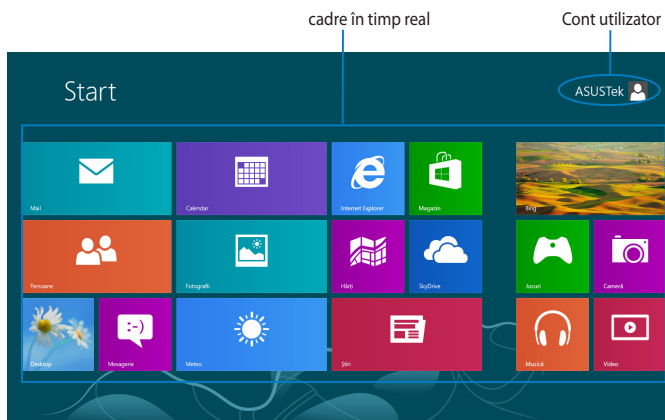 cadre în timp real
Cont utilizator
Start
ASUSTek
Mail
Calendar
Internet Explorer
Magazin
Bing
Persoane
Fotografii
Hărți
SkyDrive
Jocuri
Cameră
Desktop
:-)
Mesagerie
Meteo
Știri
Muzică
Video